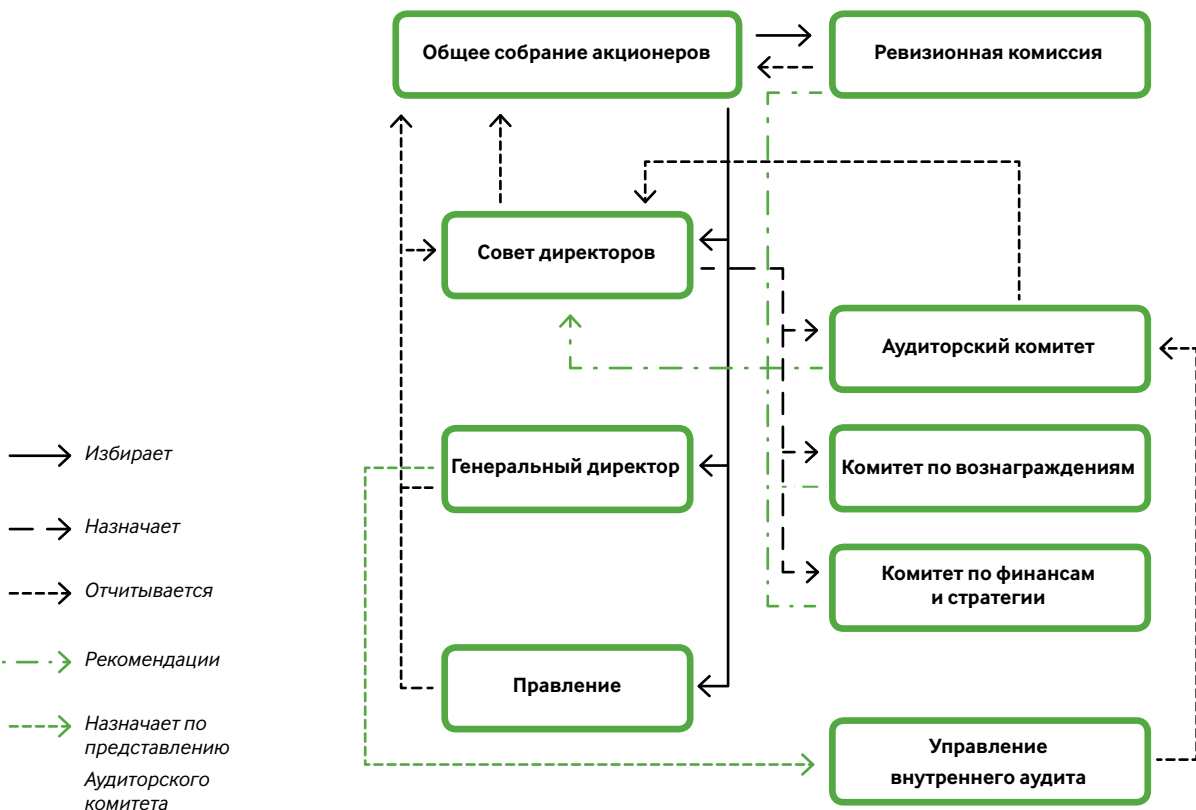 Общее собрание акционеров
Ревизионная комиссия
Совет директоров
Аудиторский комитет
Генеральный директор
Комитет по вознаграждениям
Комитет по финансам
и стратегии
Правление
Управление
внутреннего аудита
Избирает
Назначает
Отчитывается
Рекомендации
Назначает по
представлению
Аудиторского
комитета